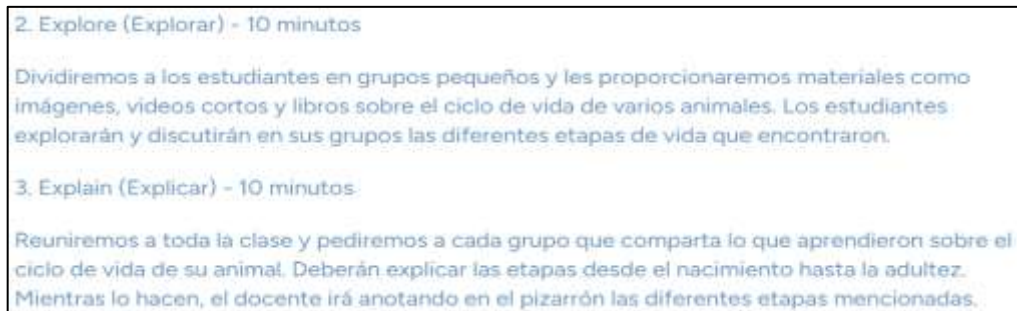 2. Explore (Explorar) - 10 minutos
Dividiremos a los estudiantes en grupos pequeños y les proporcionaremos materiales como
imágenes, videos cortos y libros sobre el ciclo de vida de varios animales. Los estudiantes
explorarán y discutirán en sus grupos las diferentes etapas de vida que encontraron.
3. Explain (Explicar) - 10 minutos
Reuniremos a toda la clase y pediremos a cada grupo que comparta lo que aprendieron sobre el
ciclo de vida de su animal. Deberán explicar las etapas desde el nacimiento hasta la adultez.
Mientras lo hacen, el docente irá anotando en el pizarrón las diferentes etapas mencionadas.